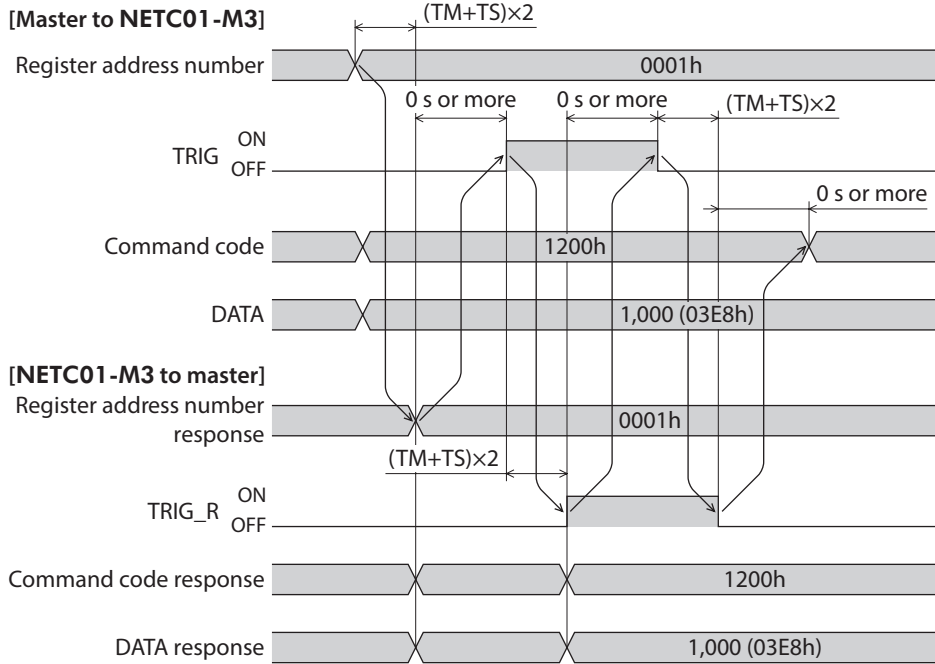 [Master to NETC01-M3]
(TM+TS)×2
Register address number
0001h
0 s or more
0 s or more
(TM+TS)×2
TRIG
ON
OFF
0 s or more
Command code
1200h
DATA
1,000 (03E8h)
[NETC01-M3 to master]
Register address number
response
0001h
(TM+TS)×2
TRIG_R
ON
OFF
Command code response
1200h
DATA response
1,000 (03E8h)